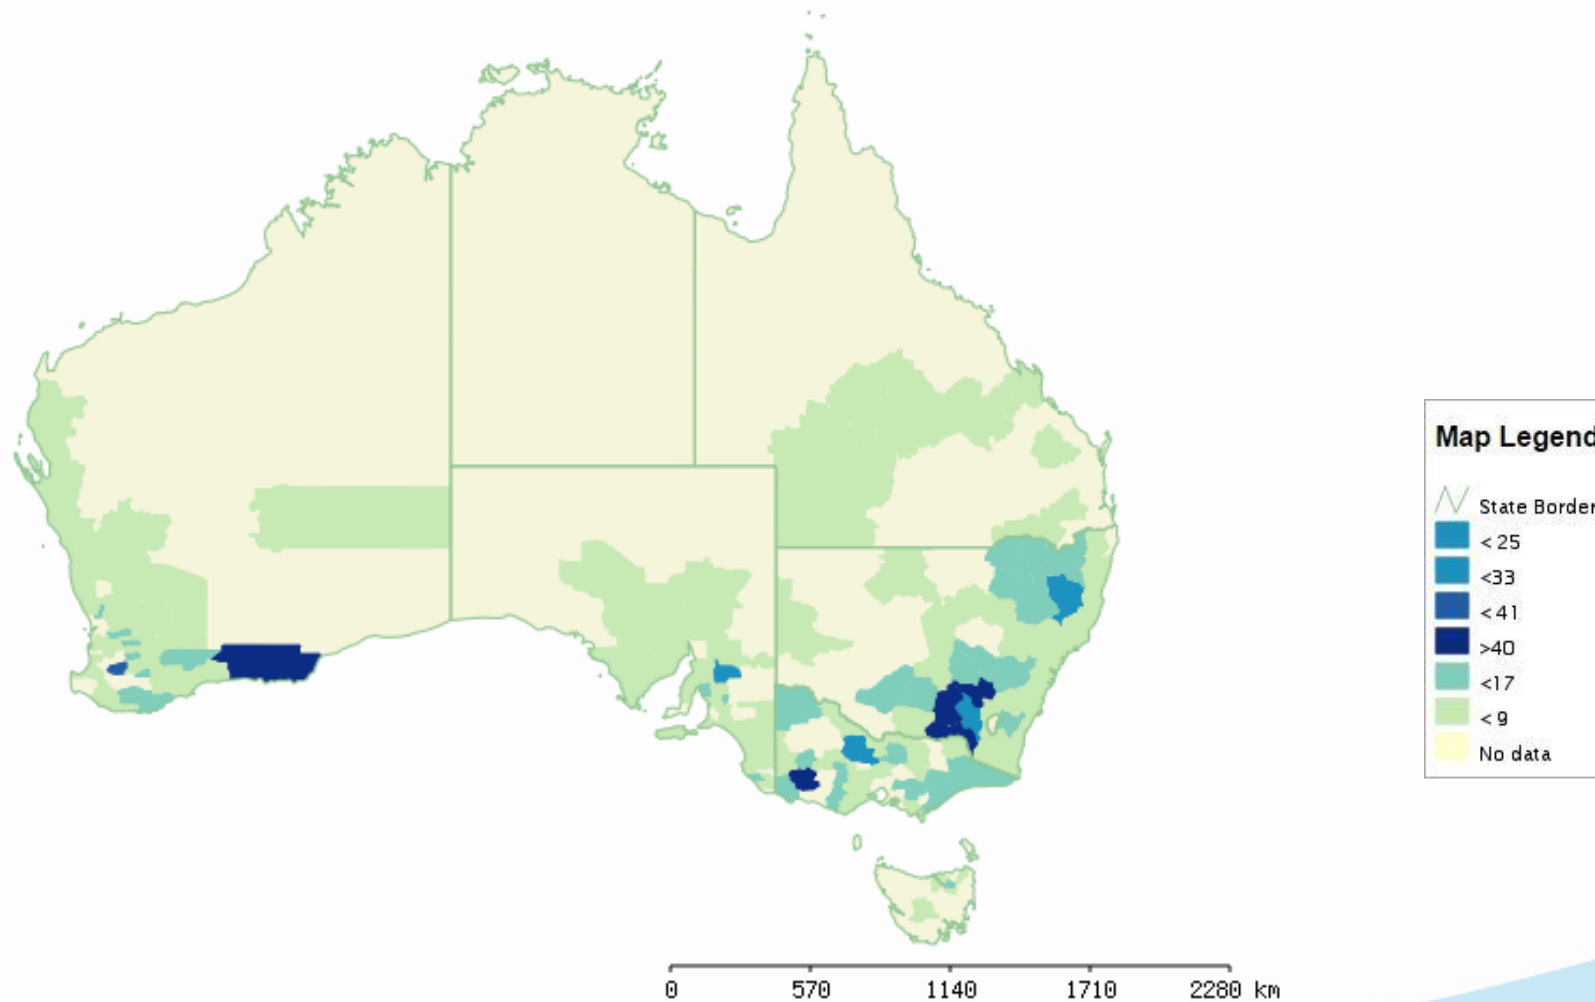 Map Legend
State Border
< 25
<33
< 41
>40
<17
< 9
No data
0 570 1140 1710 2280 km